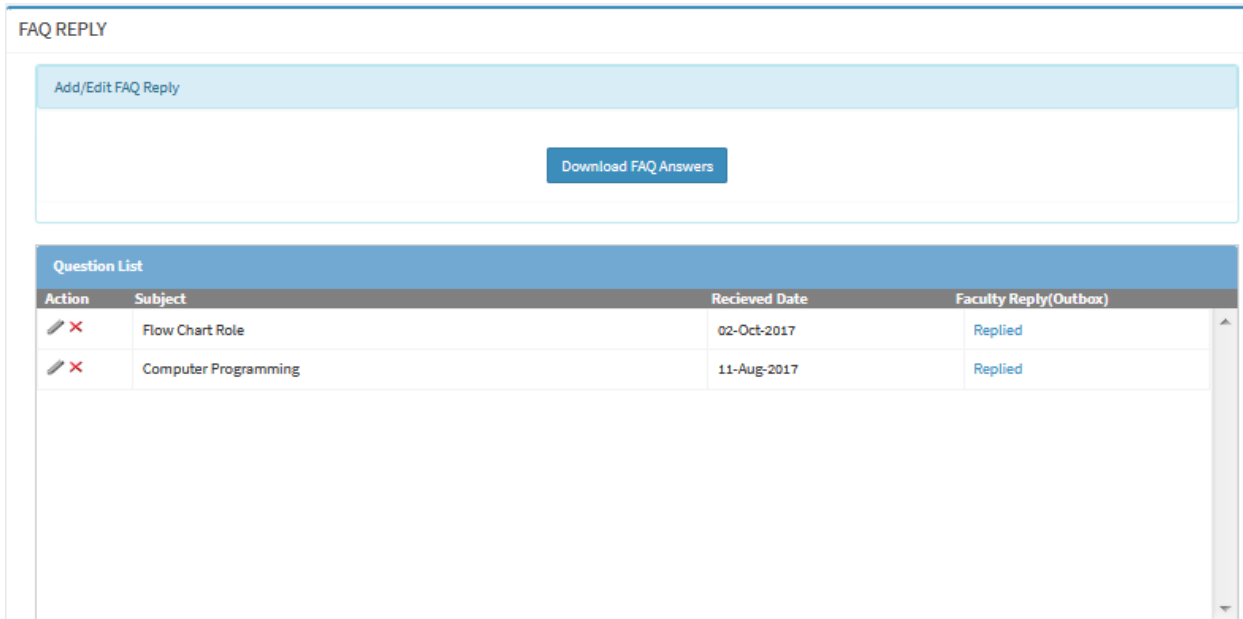 FAQ REPLY
Add/Edit FAQ Reply
Download FAQ Answers
Question List
Action Subject Recieved Date Faculty Reply(Outbox)
Flow Chart Role 02-Oct-2017 Replied
Computer Programming 11-Aug-2017 Replied